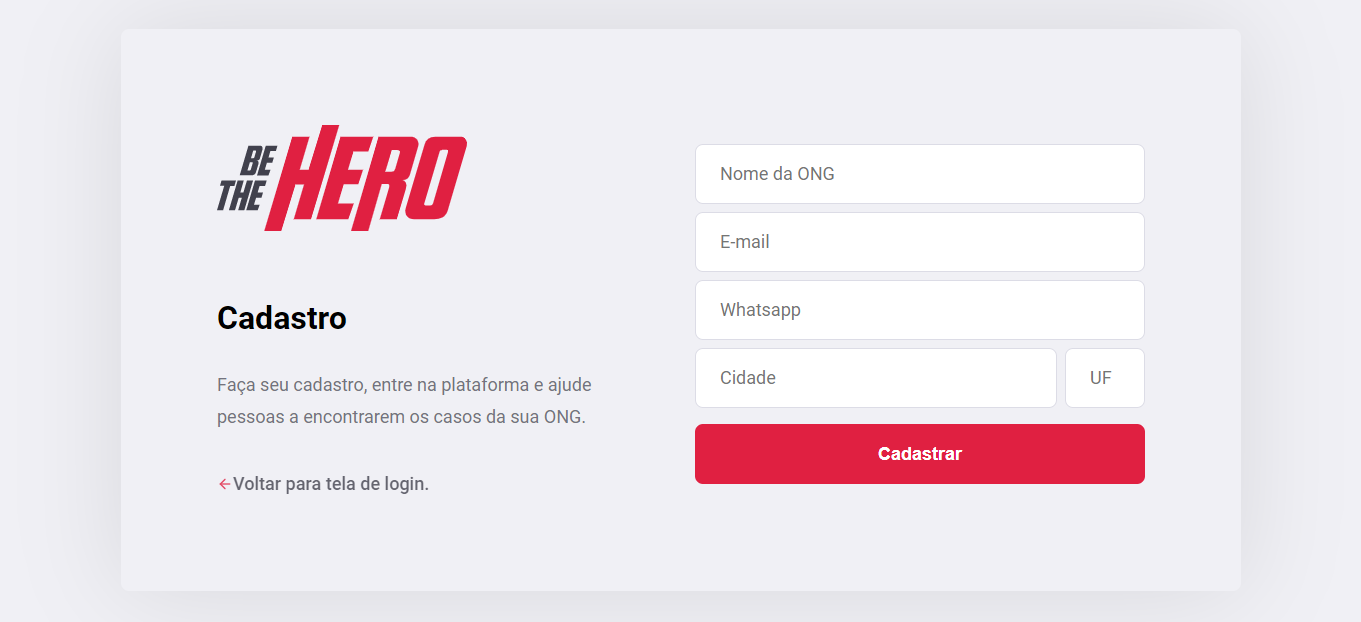 BE
THE HERO
Cadastro
Faça seu cadastro, entre na plataforma e ajude
pessoas a encontrarem os casos da sua ONG.
←Voltar para tela de login.
Nome da ONG
E-mail
Whatsapp
Cidade
UF
Cadastrar